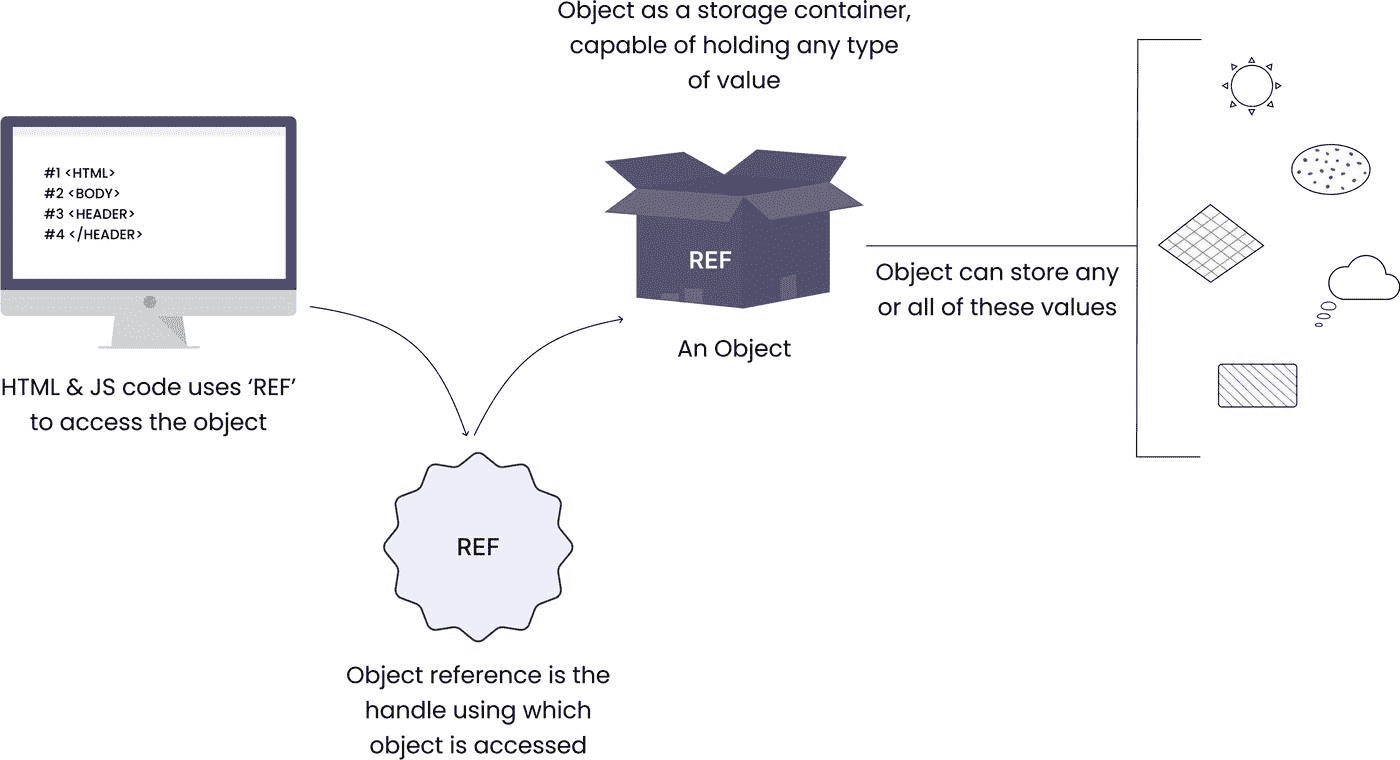 Object as a storage container,
capable of holding any type
of value
#1 <HTML>
#2 <BODY>
#3 <HEADER>
#4 </HEADER>
HTML & JS code uses ‘REF’
to access the object
REF
An Object
Object can store any
or all of these values
REF
Object reference is the
handle using which
object is accessed